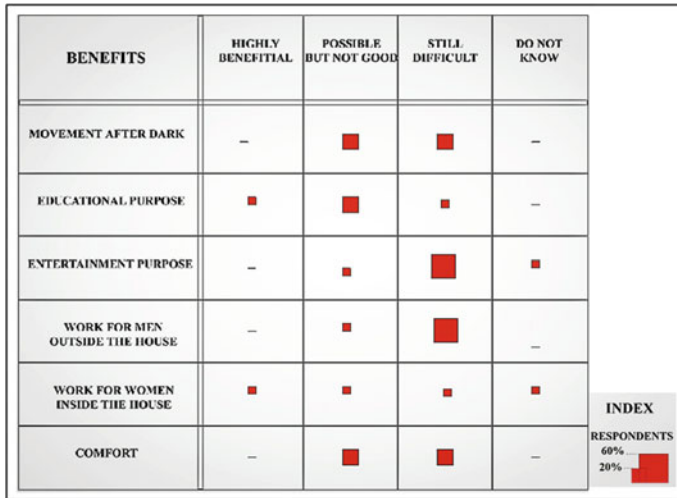 BENEFITS
HIGHLY
BENEFITIAL
POSSIBLE
BUT NOT GOOD
STILL
DIFFICULT
DO NOT
KNOW
MOVEMENT AFTER DARK
–
–
EDUCATIONAL PURPOSE
–
ENTERTAINMENT PURPOSE
–
WORK FOR MEN
OUTSIDE THE HOUSE
–
–
WORK FOR WOMEN
INSIDE THE HOUSE
COMFORT
–
–
INDEX
RESPONDENTS
60%
20%